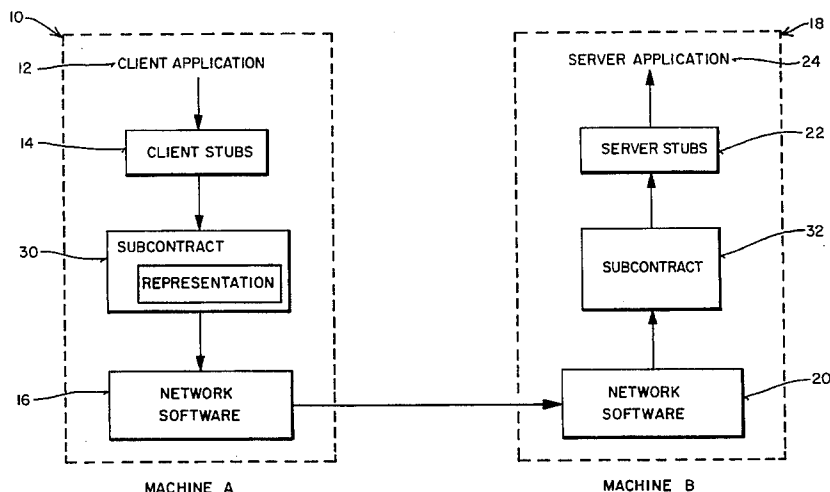 10
12
CLIENT APPLICATION
14
CLIENT STUBS
30
SUBCONTRACT
REPRESENTATION
16
NETWORK
SOFTWARE
MACHINE A
18
SERVER APPLICATION
24
SERVER STUBS
22
32
SUBCONTRACT
NETWORK
SOFTWARE
20
MACHINE B